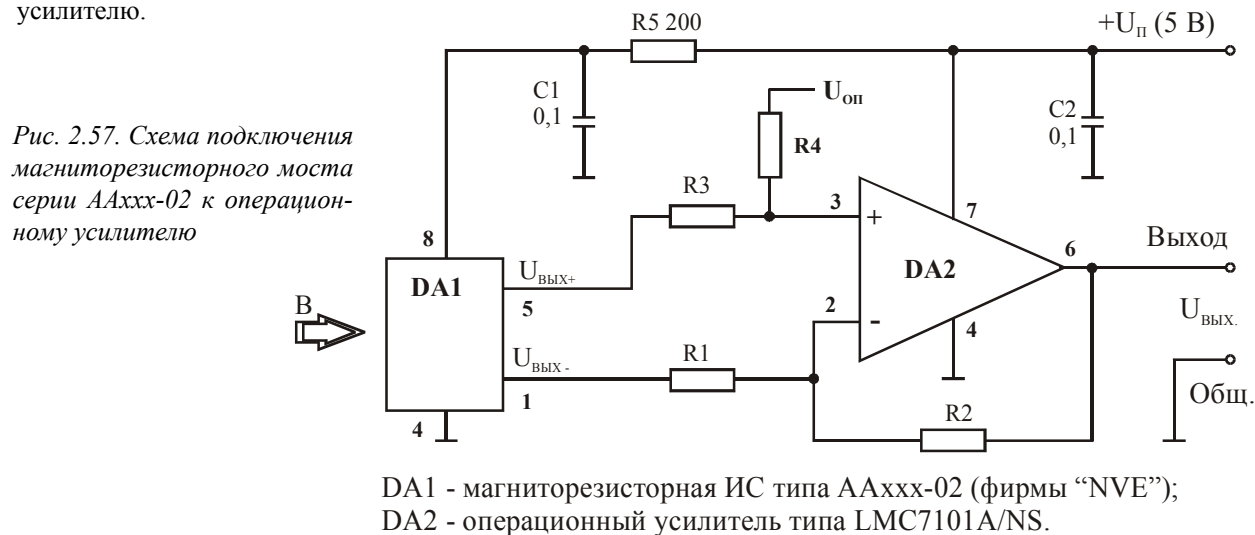 усилителю.
R5 200
+Uп (5 В)
C1
0,1
Uоп
C2
0,1
Рис. 2.57. Схема подключения
магниторезисторного моста
серии ААxxx-02 к операцион-
ному усилителю
R4
R3
3
+
7
8
6
Выход
DA1
Uвых+
DA2
5
В
2
-
4
Uвых.
Uвых -
R1
1
Общ.
4
R2
DA1 - магниторезисторная ИС типа ААxxx-02 (фирмы “NVE”);
DA2 - операционный усилитель типа LMC7101A/NS.